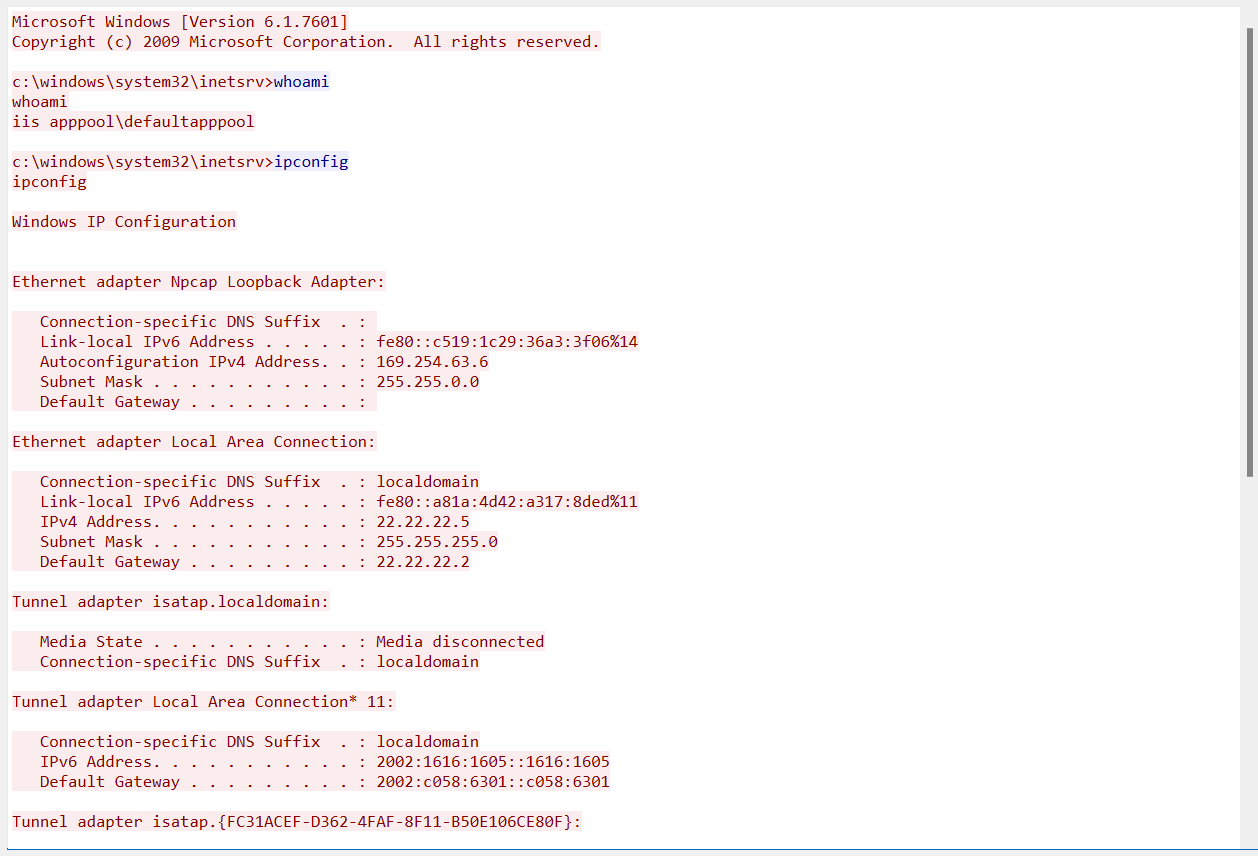 Microsoft Windows [Version 6.1.7601]
Copyright (c) 2009 Microsoft Corporation.  All rights reserved.

c:\windows\system32\inetsrv>whoami
whoami
iis apppool\defaultapppool

c:\windows\system32\inetsrv>ipconfig
ipconfig

Windows IP Configuration


Ethernet adapter Npcap Loopback Adapter:

   Connection-specific DNS Suffix  . :
   Link-local IPv6 Address . . . . . : fe80::c519:1c29:36a3:3f06%14
   Autoconfiguration IPv4 Address. . : 169.254.63.6
   Subnet Mask . . . . . . . . . . . : 255.255.0.0
   Default Gateway . . . . . . . . . :

Ethernet adapter Local Area Connection:

   Connection-specific DNS Suffix  . : localdomain
   Link-local IPv6 Address . . . . . : fe80::a81a:4d42:a317:8ded%11
   IPv4 Address. . . . . . . . . . . : 22.22.22.5
   Subnet Mask . . . . . . . . . . . : 255.255.255.0
   Default Gateway . . . . . . . . . : 22.22.22.2

Tunnel adapter isatap.localdomain:

   Media State . . . . . . . . . . . : Media disconnected
   Connection-specific DNS Suffix  . : localdomain

Tunnel adapter Local Area Connection* 11:

   Connection-specific DNS Suffix  . : localdomain
   IPv6 Address. . . . . . . . . . . : 2002:1616:1605::1616:1605
   Default Gateway . . . . . . . . . : 2002:c058:6301::c058:6301

Tunnel adapter isatap.{FC31ACEF-D362-4FAF-8F11-B50E106CE80F}: